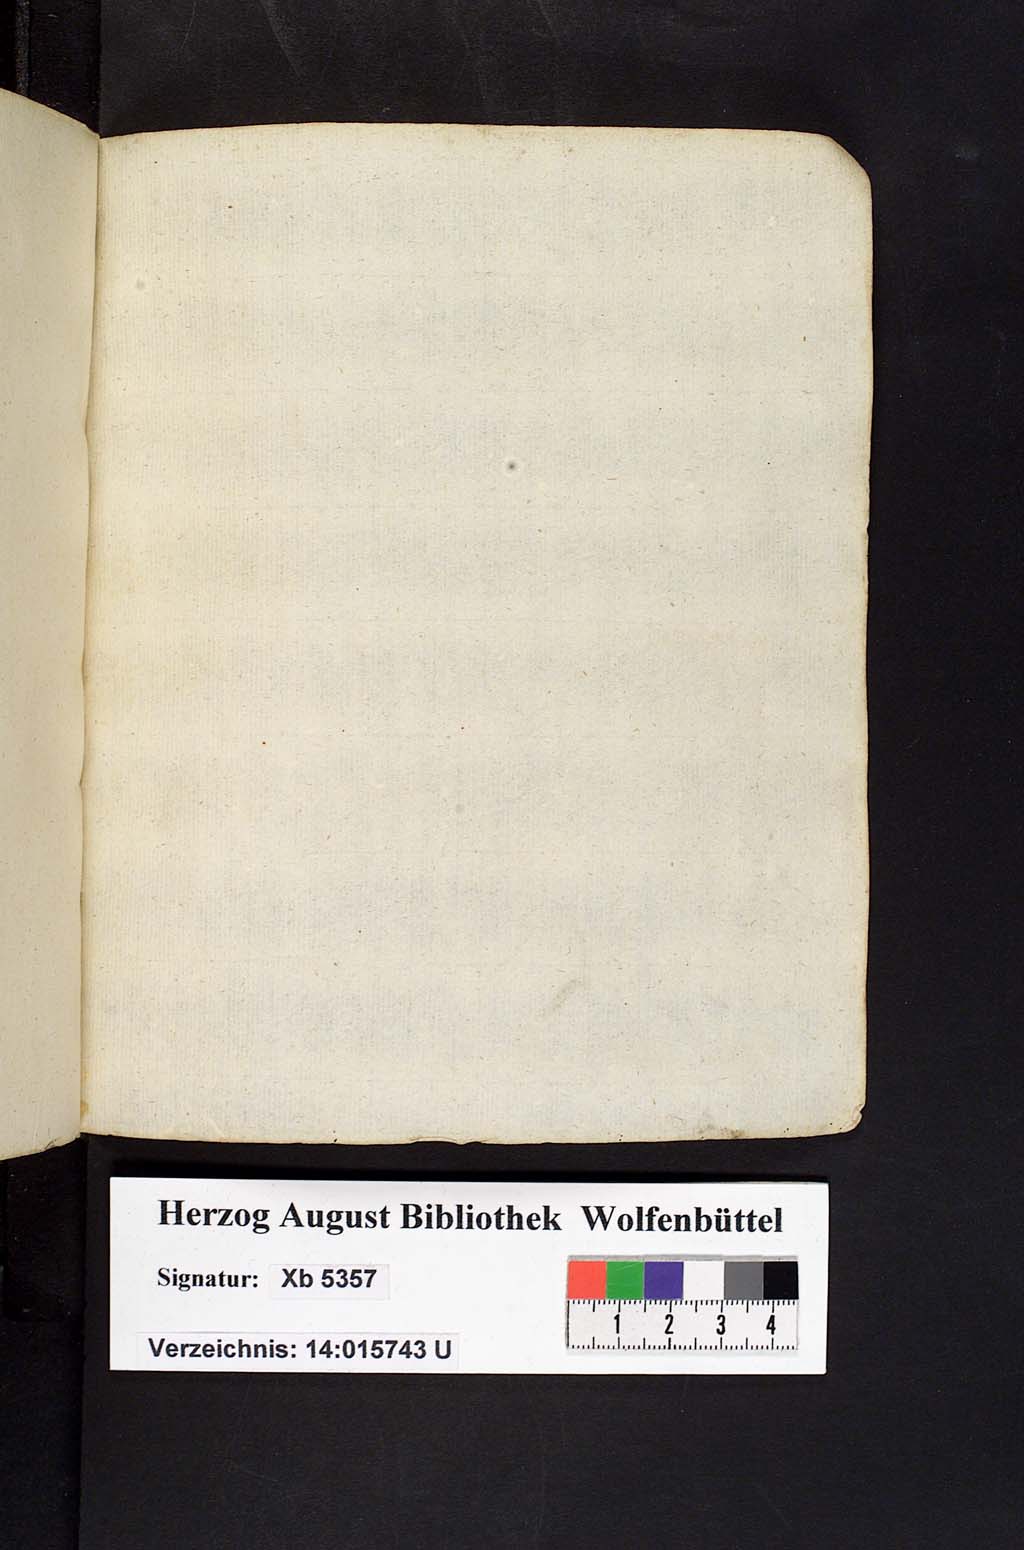 Herzog August Bibliothek Wolfenbüttel
Signatur: Xb 5357
1 2 3 4
Verzeichnis: 14:015743 U